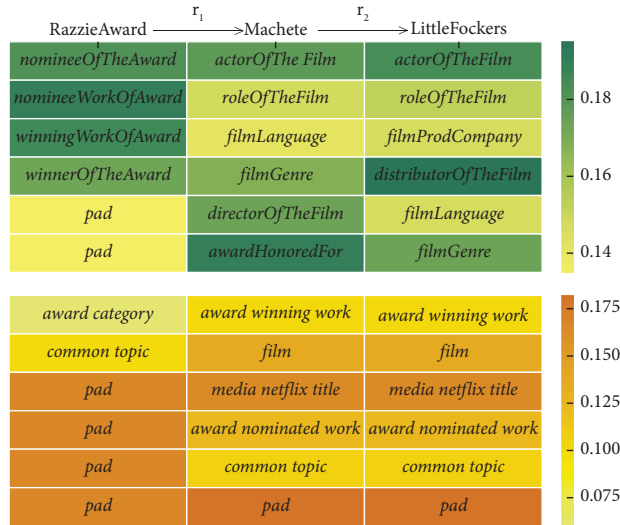 r₁ r₂
RazzieAward Machete LittleFockers
nomineeOfTheAward actorOfThe Film actorOfTheFilm
nomineeWorkOfAward roleOfTheFilm roleOfTheFilm
winningWorkOfAward filmLanguage filmProdCompany
winnerOfTheAward filmGenre distributorOfTheFilm
pad directorOfTheFilm filmLanguage
pad awardHonoredFor filmGenre
0.18
0.16
0.14
award category award winning work award winning work
common topic film film
pad media netflix title media netflix title
pad award nominated work award nominated work
pad common topic common topic
pad pad pad
0.175
0.150
0.125
0.100
0.075